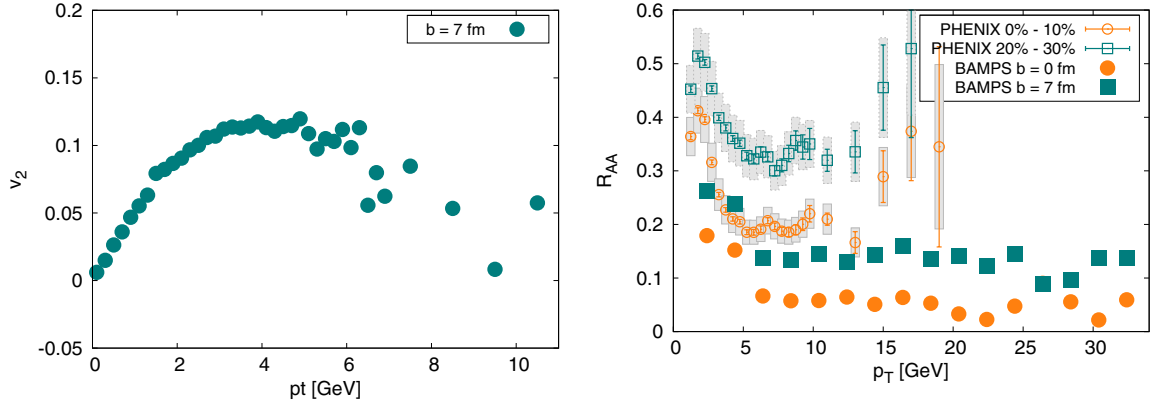 0.2
0.15
0.1
0.05
0
-0.05
v2
0 2 4 6 8 10
pt [GeV]
b = 7 fm
0.6
0.5
0.4
0.3
0.2
0.1
0
RAA
0 5 10 15 20 25 30
pT [GeV]
PHENIX 0% - 10%
PHENIX 20% - 30%
BAMPS b = 0 fm
BAMPS b = 7 fm